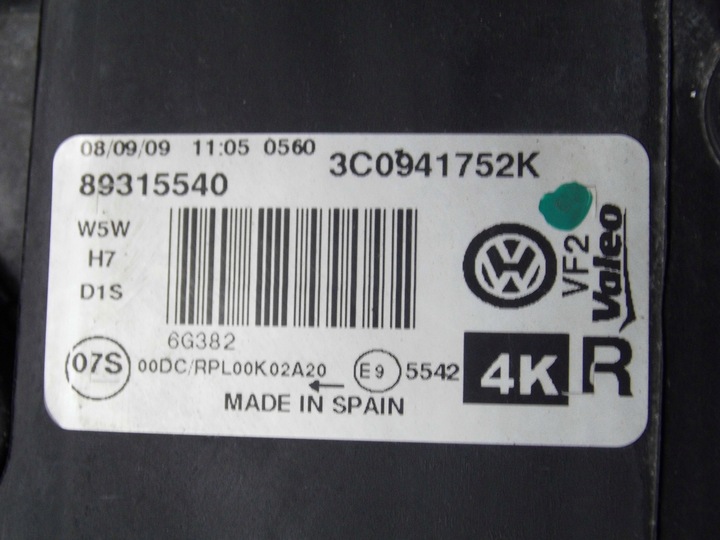 08/09/09 11:05 0560
3C0941752K
89315540
W5W
H7
D1S
6G382
VW
VF2
Valeo
07S
00DC/RPL00K02A20
E9
5542
4K
R
MADE IN SPAIN